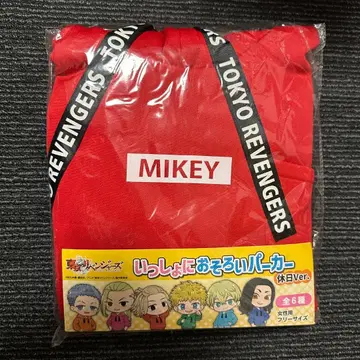 TOKYO REVENGERS
TOKYO REVENGERS
MIKEY
東京リベンジャーズ
いっしょにおそろいパーカー
休日Ver.
全6種
女性用
フリーサイズ